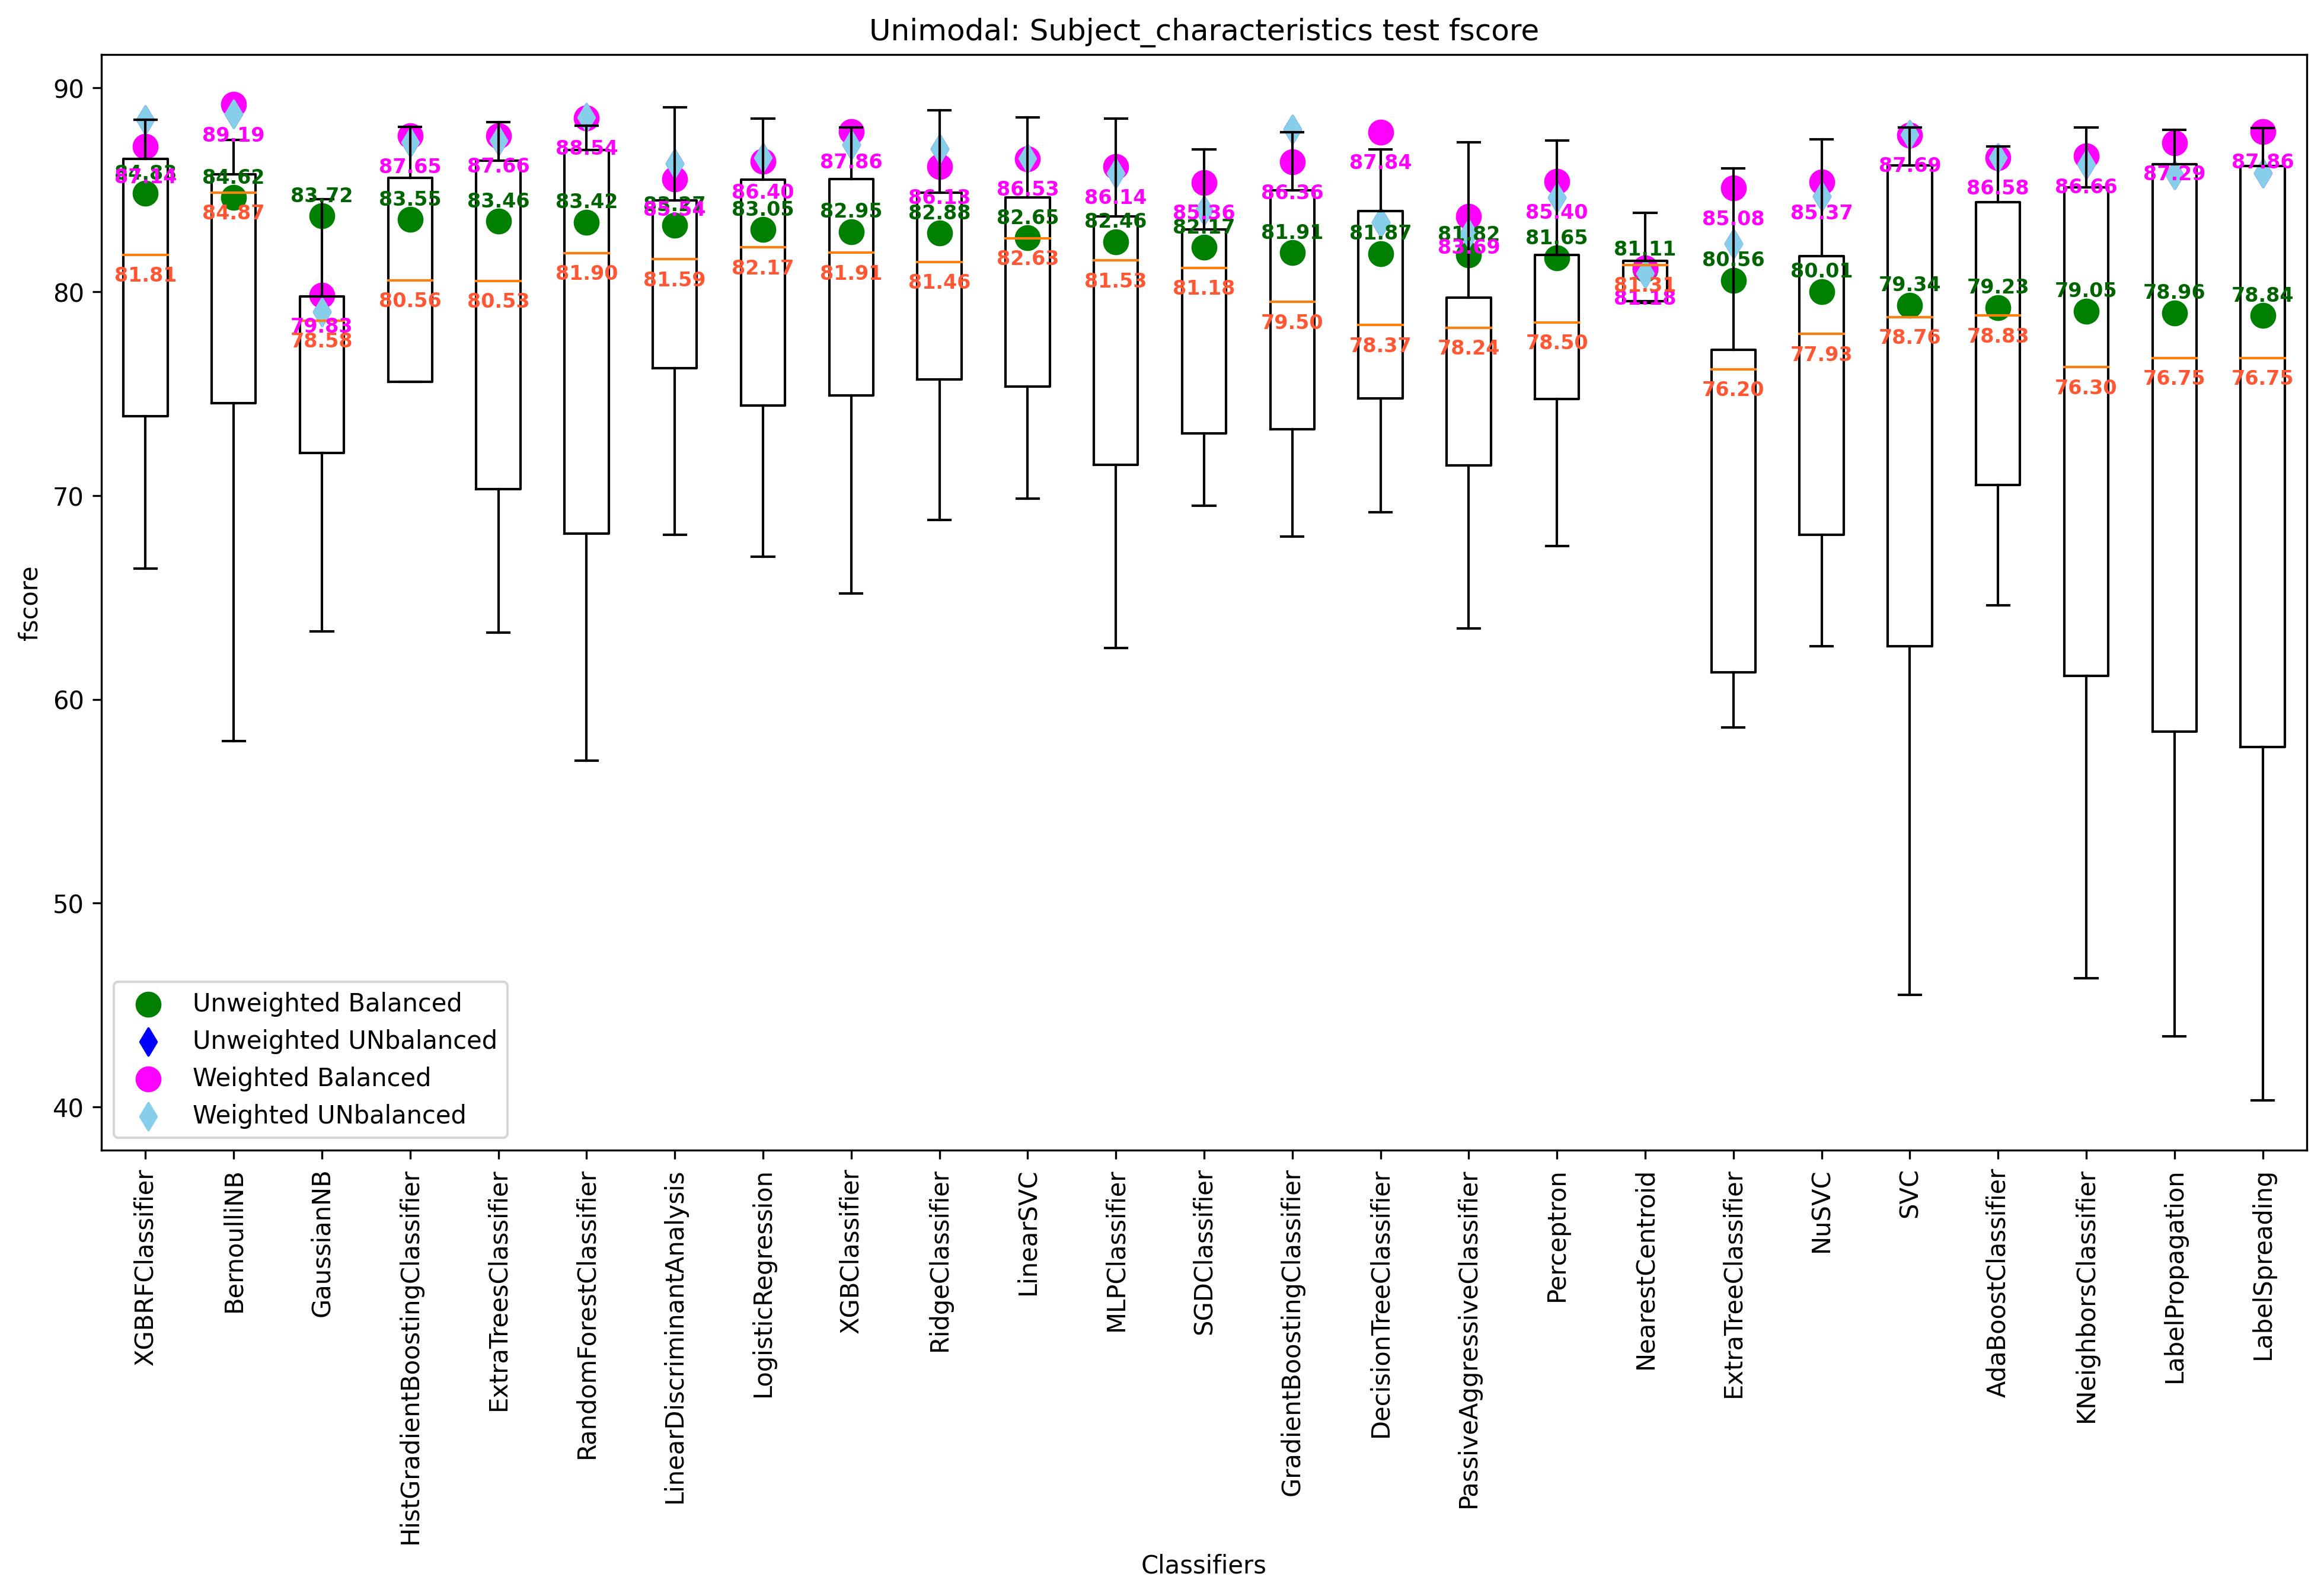 Unimodal: Subject_characteristics test fscore
fscore
90
80
70
60
50
40
84.83
87.14
81.81
89.19
84.62
84.87
83.72
79.83
78.58
87.65
83.55
80.56
87.66
83.46
80.53
88.54
83.42
81.90
83.27
85.54
81.59
86.40
83.05
82.17
87.86
82.95
81.91
86.13
82.88
81.46
86.53
82.65
82.63
86.14
82.46
81.53
85.36
82.17
81.18
86.36
81.91
79.50
87.84
81.87
78.37
81.82
83.69
78.24
85.40
81.65
78.50
81.11
81.31
81.18
85.08
80.56
76.20
85.37
80.01
77.93
87.69
79.34
78.76
86.58
79.23
78.83
86.66
79.05
76.30
87.29
78.96
76.75
87.86
78.84
76.75
Unweighted Balanced
Unweighted UNbalanced
Weighted Balanced
Weighted UNbalanced
XGBRFClassifier
BernoulliNB
GaussianNB
HistGradientBoostingClassifier
ExtraTreesClassifier
RandomForestClassifier
LinearDiscriminantAnalysis
LogisticRegression
XGBClassifier
RidgeClassifier
LinearSVC
MLPClassifier
SGDClassifier
GradientBoostingClassifier
DecisionTreeClassifier
PassiveAggressiveClassifier
Perceptron
NearestCentroid
ExtraTreeClassifier
NuSVC
SVC
AdaBoostClassifier
KNeighborsClassifier
LabelPropagation
LabelSpreading
Classifiers